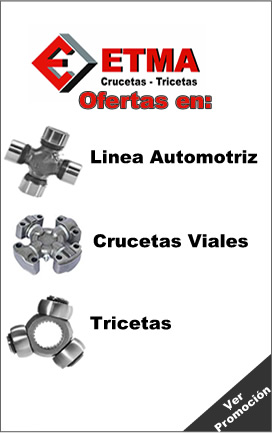 ETMA
Crucetas - Tricetas
Ofertas en:
Linea Automotriz
Crucetas Viales
Tricetas
Ver
Promoción